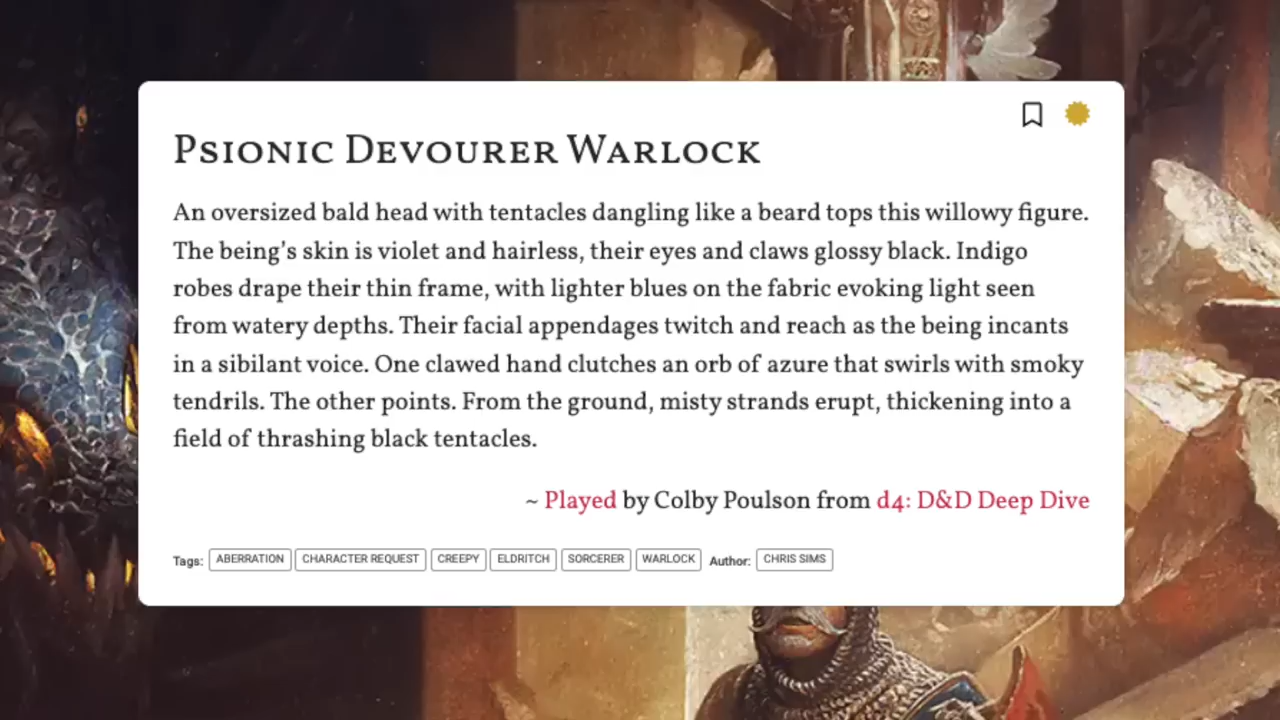 Psionic Devourer Warlock
An oversized bald head with tentacles dangling like a beard tops this willowy figure.
The being’s skin is violet and hairless, their eyes and claws glossy black. Indigo
robes drape their thin frame, with lighter blues on the fabric evoking light seen
from watery depths. Their facial appendages twitch and reach as the being incants
in a sibilant voice. One clawed hand clutches an orb of azure that swirls with smoky
tendrils. The other points. From the ground, misty strands erupt, thickening into a
field of thrashing black tentacles.
~ Played by Colby Poulson from d4: D&D Deep Dive
Tags: ABERRATION CHARACTER REQUEST CREEPY ELDRITCH SORCERER WARLOCK Author: CHRIS SIMS